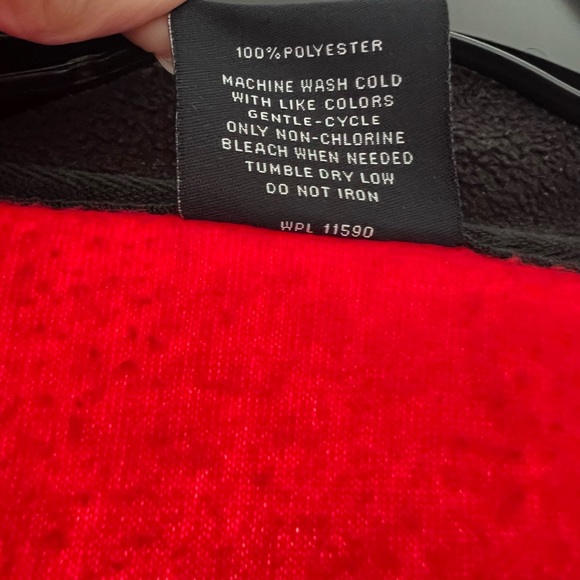 100% POLYESTER
MACHINE WASH COLD
WITH LIKE COLORS
GENTLE-CYCLE
ONLY NON-CHLORINE
BLEACH WHEN NEEDED
TUMBLE DRY LOW
DO NOT IRON
WPL 11590